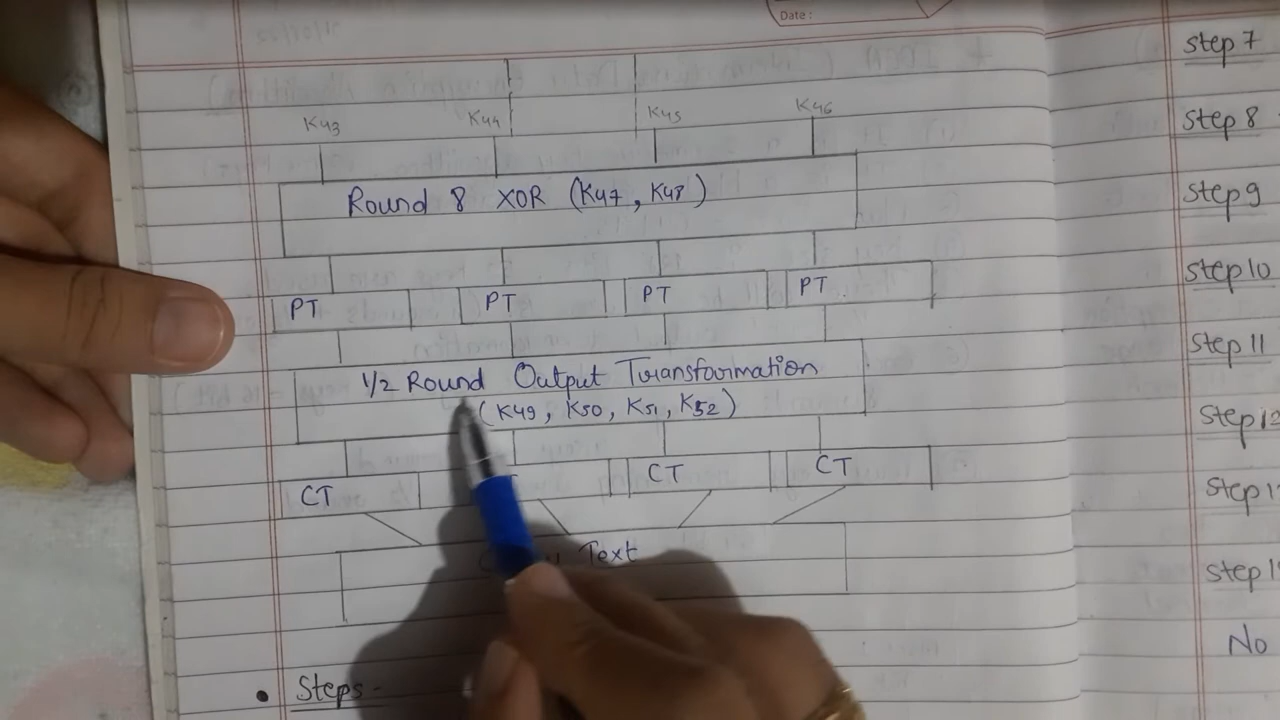 Date :
K43 K44 K45 K46
Round 8 XOR (K47, K48)
PT PT PT PT
1/2 Round Output Transformation
(K49, K50, K51, K52)
CT CT CT
Text
• Steps -
Step 7
Step 8
Step 9
Step 10
Step 11
No